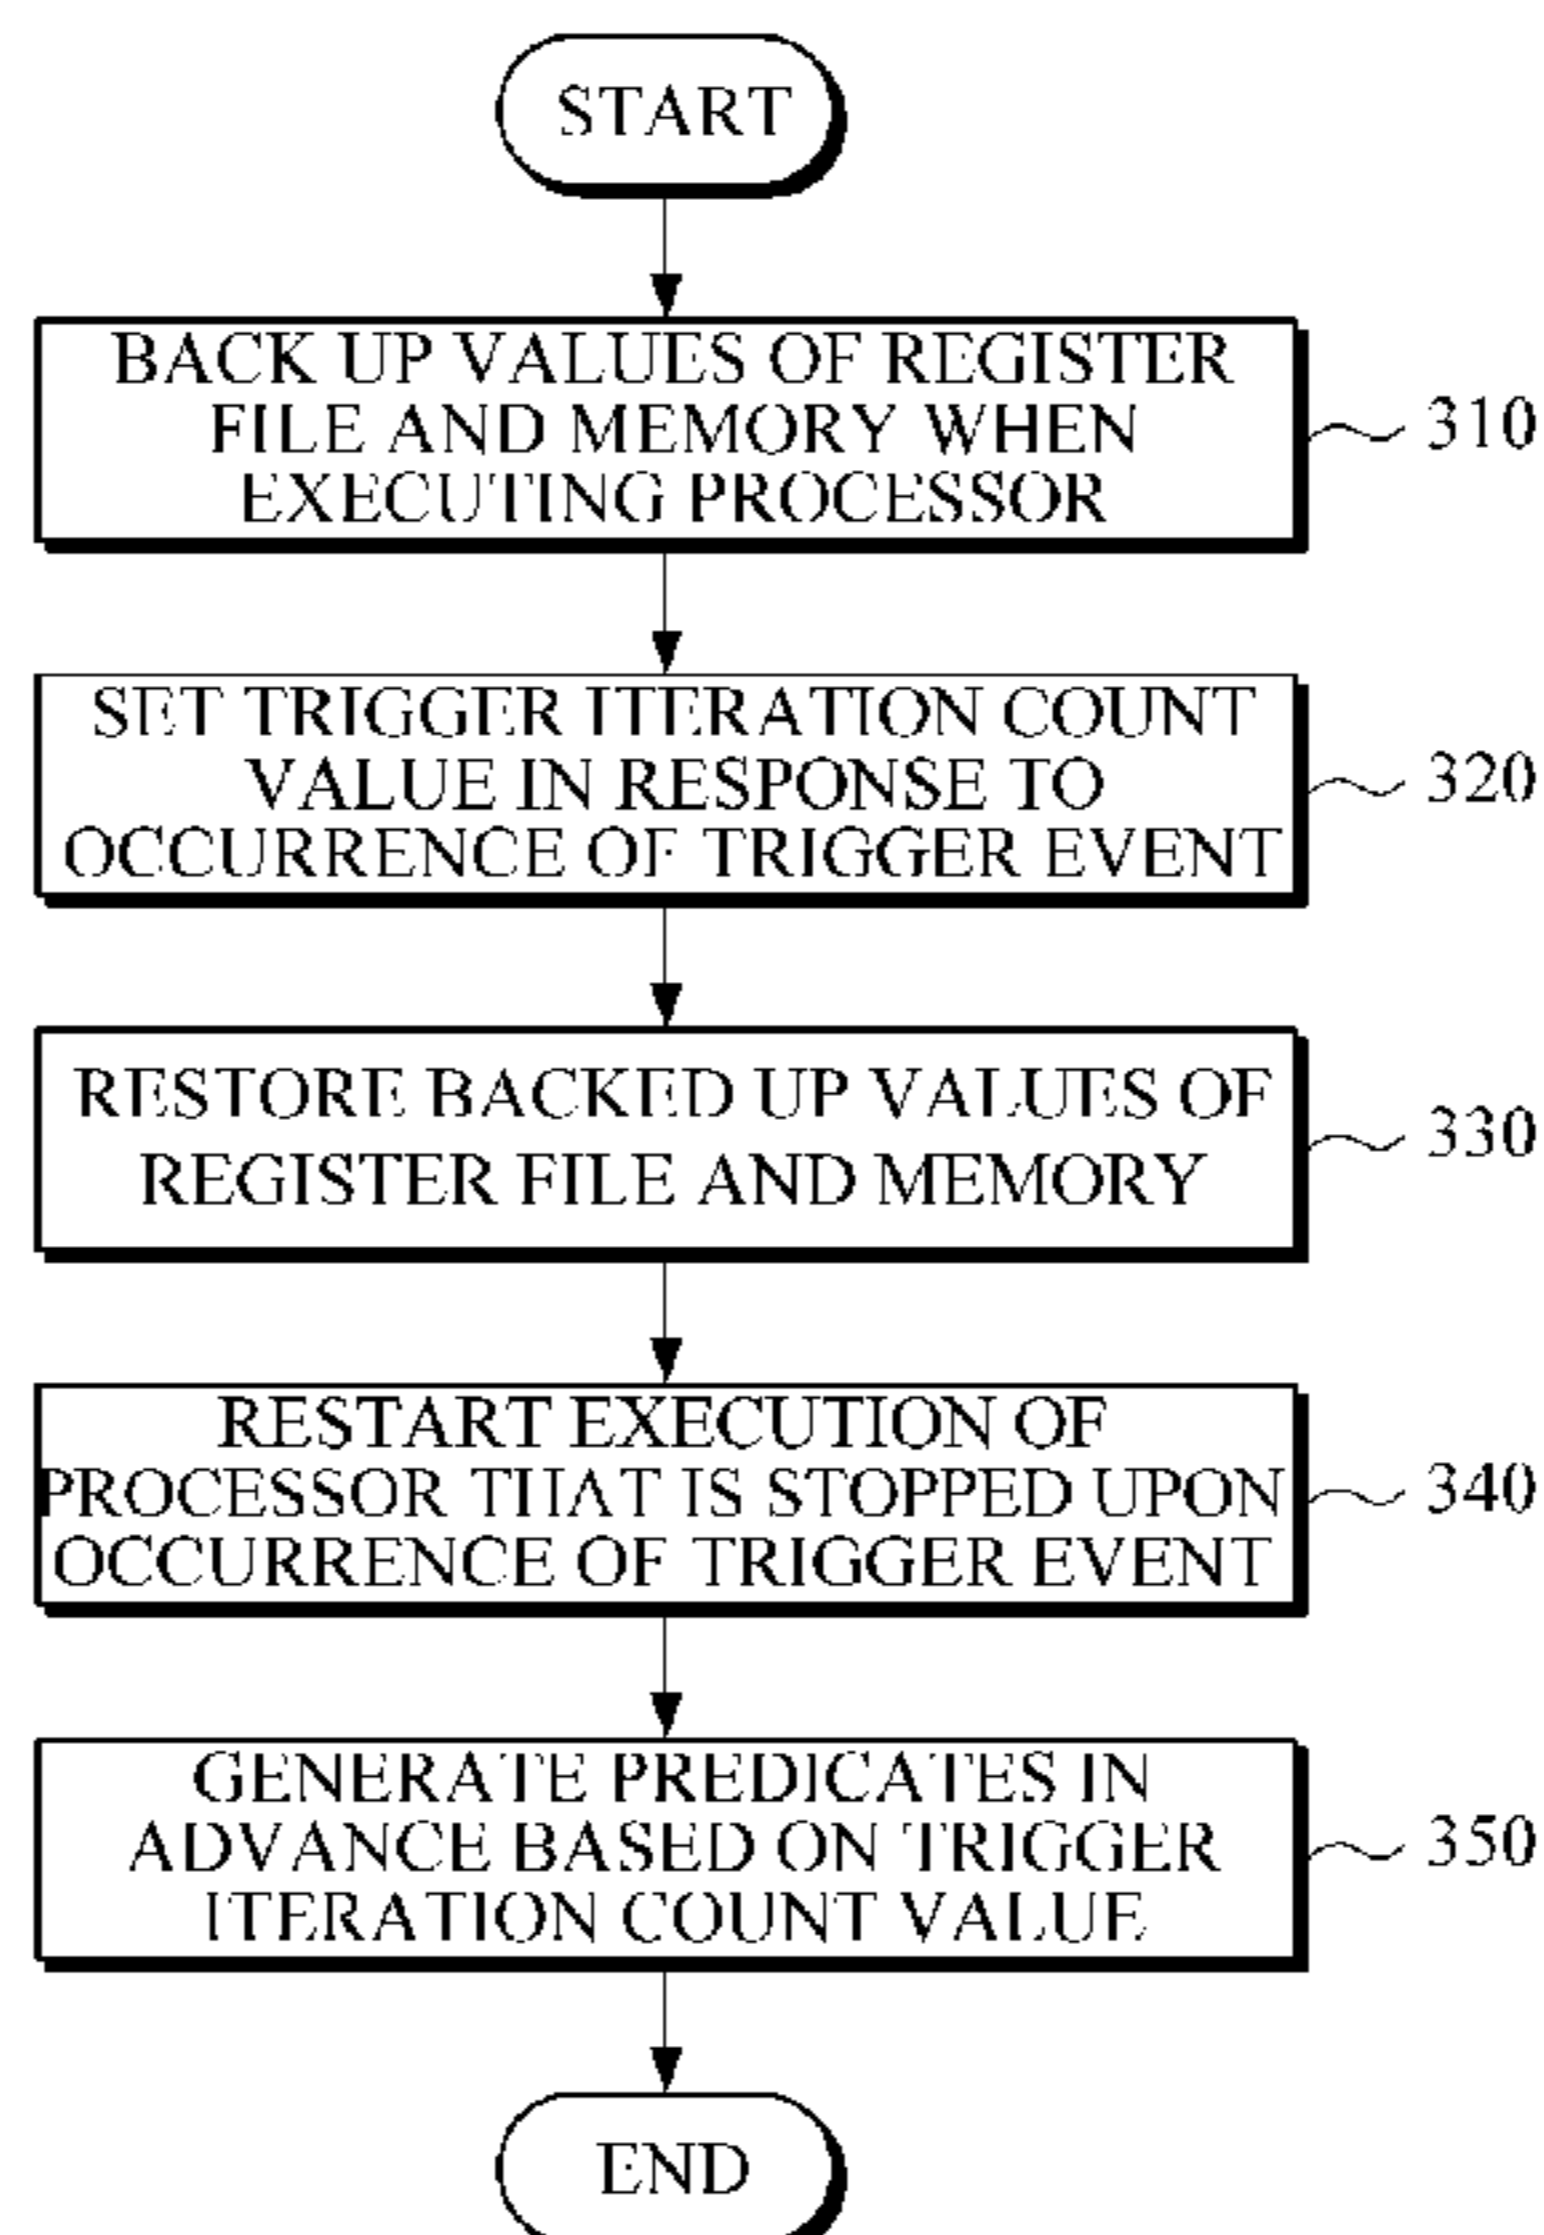 START
BACK UP VALUES OF REGISTER
FILE AND MEMORY WHEN
EXECUTING PROCESSOR
310
SET TRIGGER ITERATION COUNT
VALUE IN RESPONSE TO
OCCURRENCE OF TRIGGER EVENT
320
RESTORE BACKED UP VALUES OF
REGISTER FILE AND MEMORY
330
RESTART EXECUTION OF
PROCESSOR THAT IS STOPPED UPON
OCCURRENCE OF TRIGGER EVENT
340
GENERATE PREDICATES IN
ADVANCE BASED ON TRIGGER
ITERATION COUNT VALUE
350
END